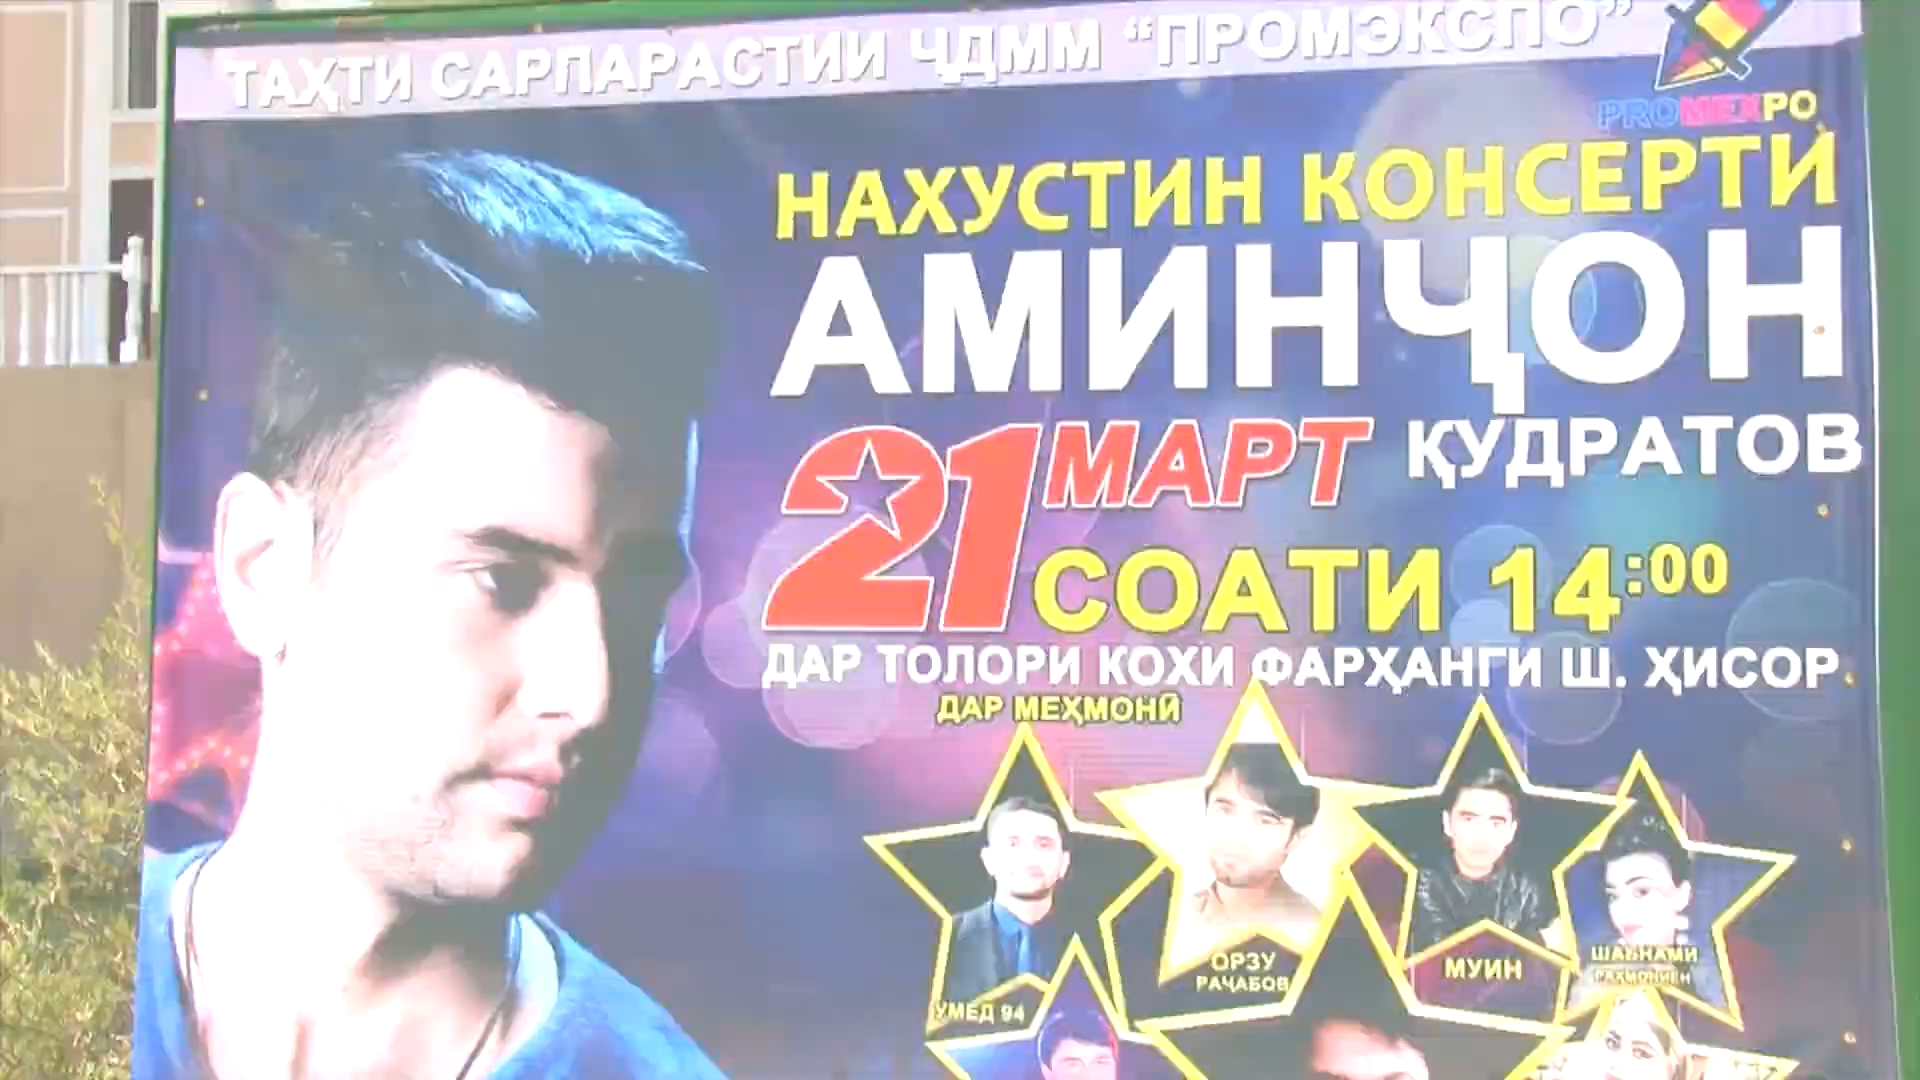 ТАҲТИ САРПАРАСТИИ ҶДММ “ПРОМЭКСПО”
PROMEXPO
НАХУСТИН КОНСЕРТИ
АМИНҶОН
21 МАРТ ҚУДРАТОВ
СОАТИ 14:00
ДАР ТОЛОРИ КОХИ ФАРҲАНГИ Ш. ҲИСОР
ДАР МЕҲМОНӢ
УМЕД 94
ОРЗУ
РАҶАБОВ
МУИН
ШАБНАМИ